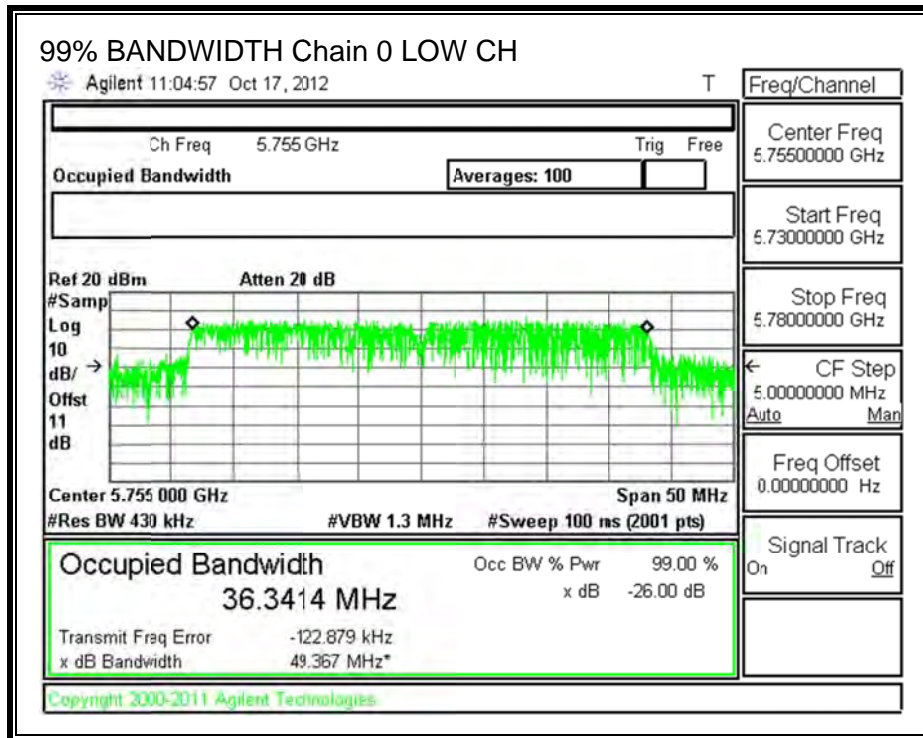 99% BANDWIDTH Chain 0 LOW CH
Agilent 11:04:57 Oct 17, 2012 T
Freq/Channel
Ch Freq 5.755 GHz Trig Free
Occupied Bandwidth Averages: 100
Center Freq
5.75500000 GHz
Start Freq
5.73000000 GHz
Stop Freq
5.78000000 GHz
CF Step
5.00000000 MHz
Auto Man
Freq Offset
0.00000000 Hz
Signal Track
On Off
Ref 20 dBm Atten 20 dB
#Samp
Log
10
dB/
Offst
11
dB
Center 5.755 000 GHz Span 50 MHz
#Res BW 430 kHz #VBW 1.3 MHz #Sweep 100 ms (2001 pts)
Occupied Bandwidth Occ BW % Pwr 99.00 %
36.3414 MHz x dB -26.00 dB
Transmit Freq Error -122.879 kHz
x dB Bandwidth 49.367 MHz*
Copyright 2000-2011 Agilent Technologies